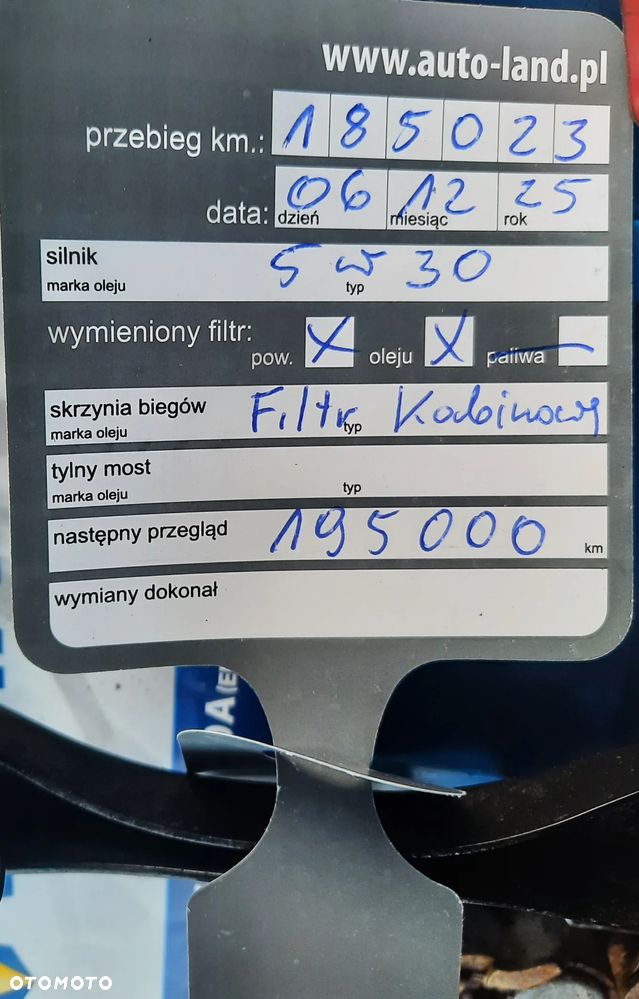 www.auto-land.pl
przebieg km.: 185023
data: 06 12 25
dzień miesiąc rok
silnik 5 w 30
marka oleju typ
wymieniony filtr:
pow. X oleju X paliwa —
skrzynia biegów Filtr Kabinowy
marka oleju typ
tylny most
marka oleju typ
następny przegląd 195000 km
wymiany dokonał
OTOMOTO